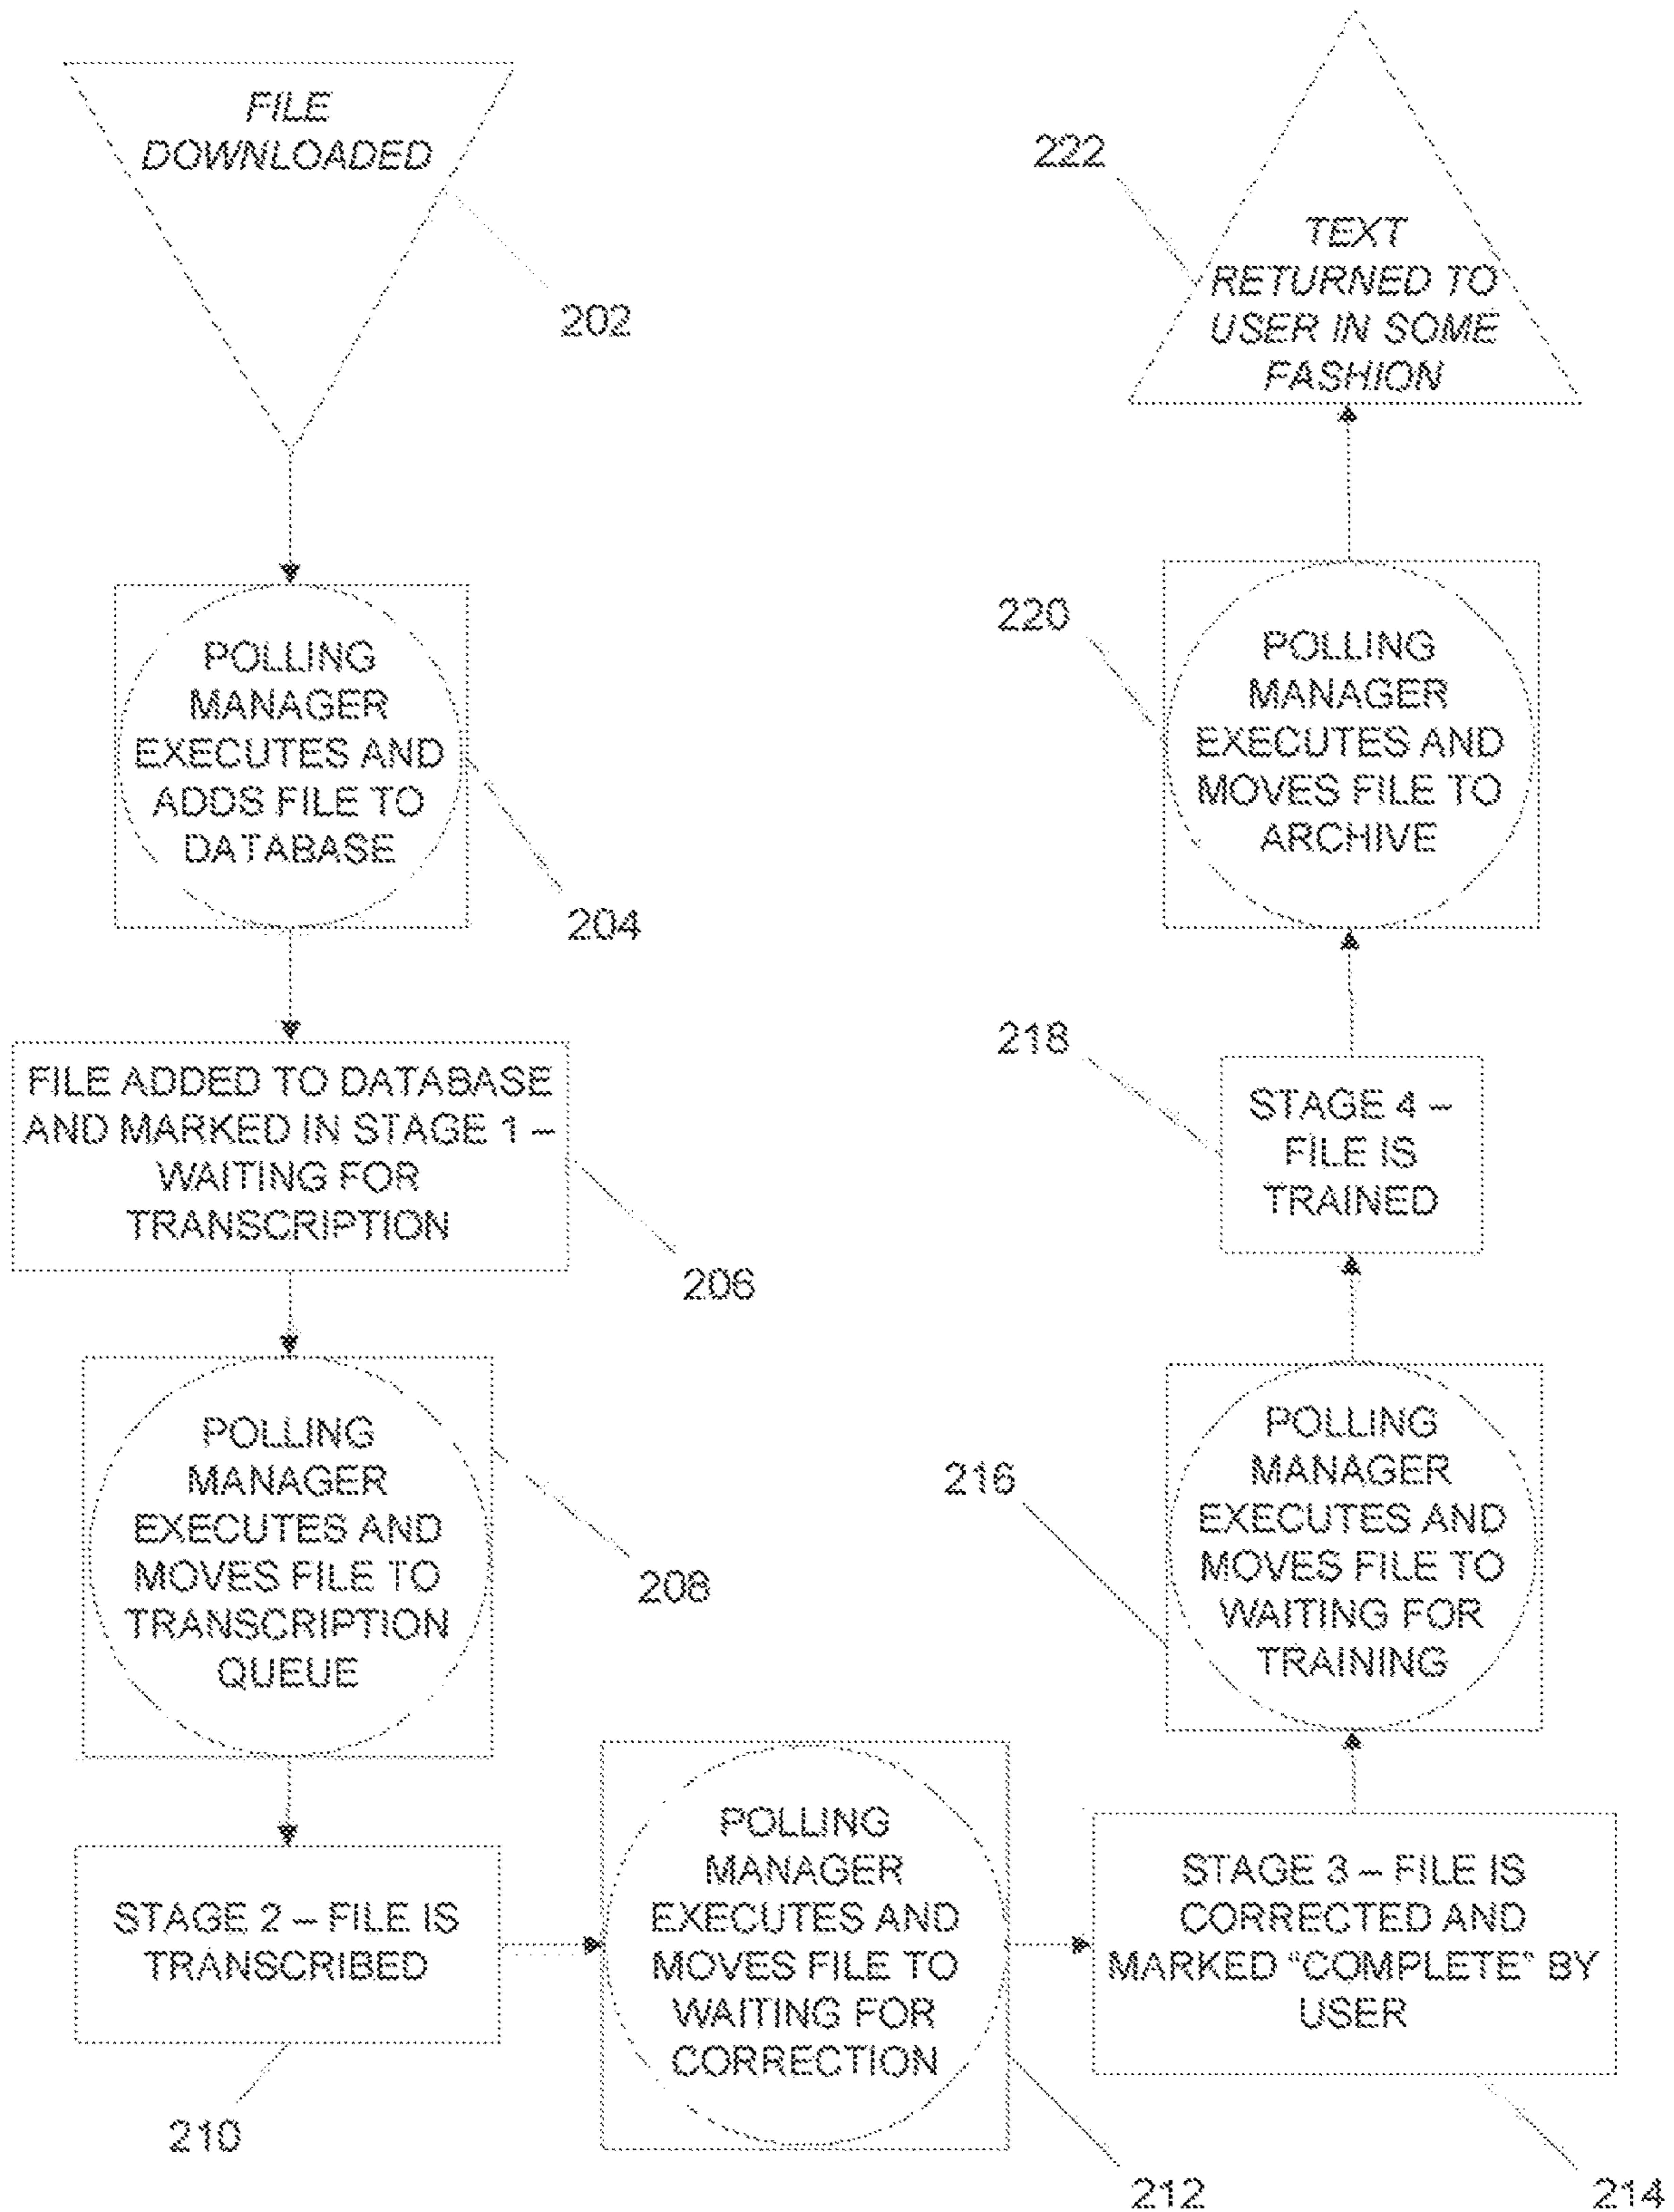 FILE
DOWNLOADED
202
POLLING
MANAGER
EXECUTES AND
ADDS FILE TO
DATABASE
204
FILE ADDED TO DATABASE
AND MARKED IN STAGE 1 –
WAITING FOR
TRANSCRIPTION
206
POLLING
MANAGER
EXECUTES AND
MOVES FILE TO
TRANSCRIPTION
QUEUE
208
STAGE 2 – FILE IS
TRANSCRIBED
210
POLLING
MANAGER
EXECUTES AND
MOVES FILE TO
WAITING FOR
CORRECTION
212
STAGE 3 – FILE IS
CORRECTED AND
MARKED “COMPLETE” BY
USER
214
POLLING
MANAGER
EXECUTES AND
MOVES FILE TO
WAITING FOR
TRAINING
216
STAGE 4 –
FILE IS
TRAINED
218
POLLING
MANAGER
EXECUTES AND
MOVES FILE TO
ARCHIVE
220
TEXT
RETURNED TO
USER IN SOME
FASHION
222